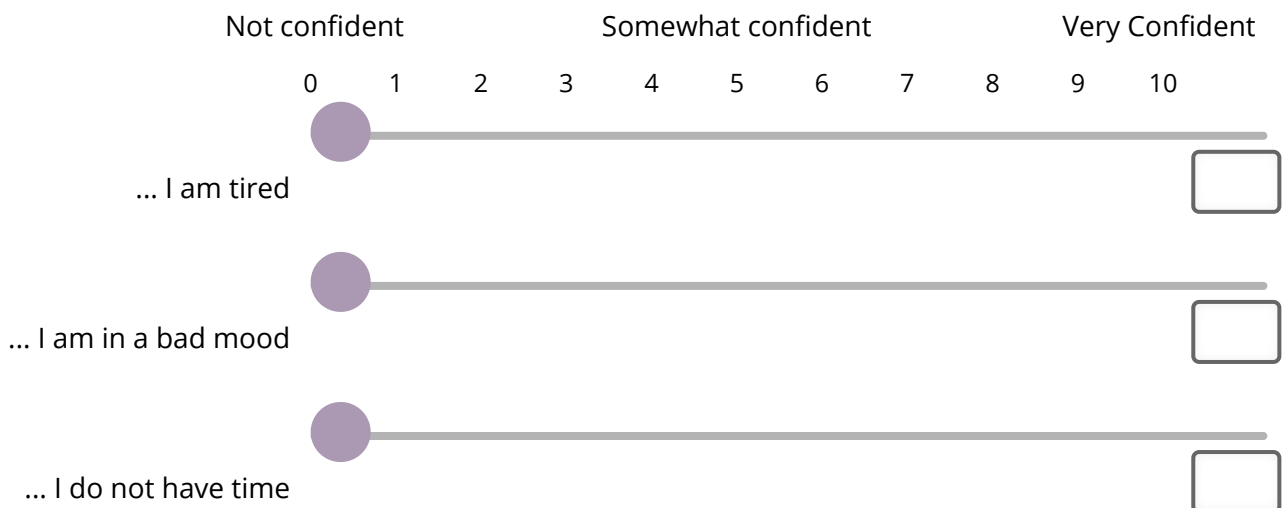 Not confident Somewhat confident Very Confident
0 1 2 3 4 5 6 7 8 9 10
... I am tired
... I am in a bad mood
... I do not have time